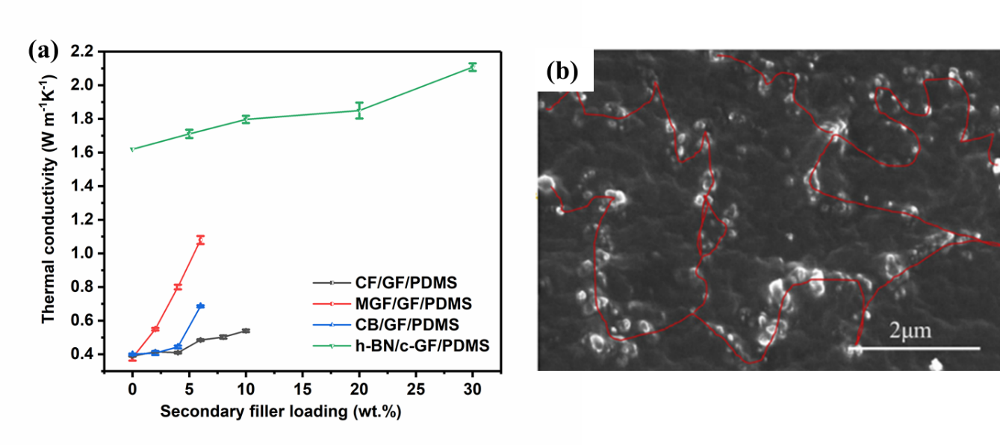 (a)
Thermal conductivity (W m⁻¹K⁻¹)
2.2
2.0
1.8
1.6
1.4
1.2
1.0
0.8
0.6
0.4
CF/GF/PDMS
MGF/GF/PDMS
CB/GF/PDMS
h-BN/c-GF/PDMS
0 5 10 15 20 25 30
Secondary filler loading (wt.%)
(b)
2μm